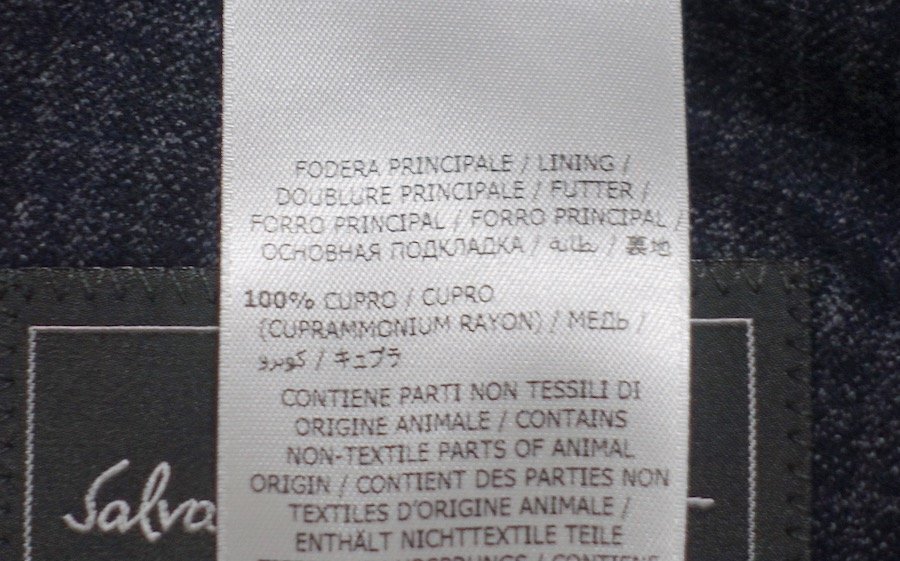 FODERA PRINCIPALE / LINING /
DOUBLURE PRINCIPALE / FUTTER /
FORRO PRINCIPAL / FORRO PRINCIPAL /
ОСНОВНАЯ ПОДКЛАДКА / بطانة / 裏地
100% CUPRO / CUPRO
(CUPRAMMONIUM RAYON) / МЕДЬ /
كوبرو / キュプラ
CONTIENE PARTI NON TESSILI DI
ORIGINE ANIMALE / CONTAINS
NON-TEXTILE PARTS OF ANIMAL
ORIGIN / CONTIENT DES PARTIES NON
TEXTILES D'ORIGINE ANIMALE /
ENTHÄLT NICHTTEXTILE TEILE
/ CONTIENE
Salva